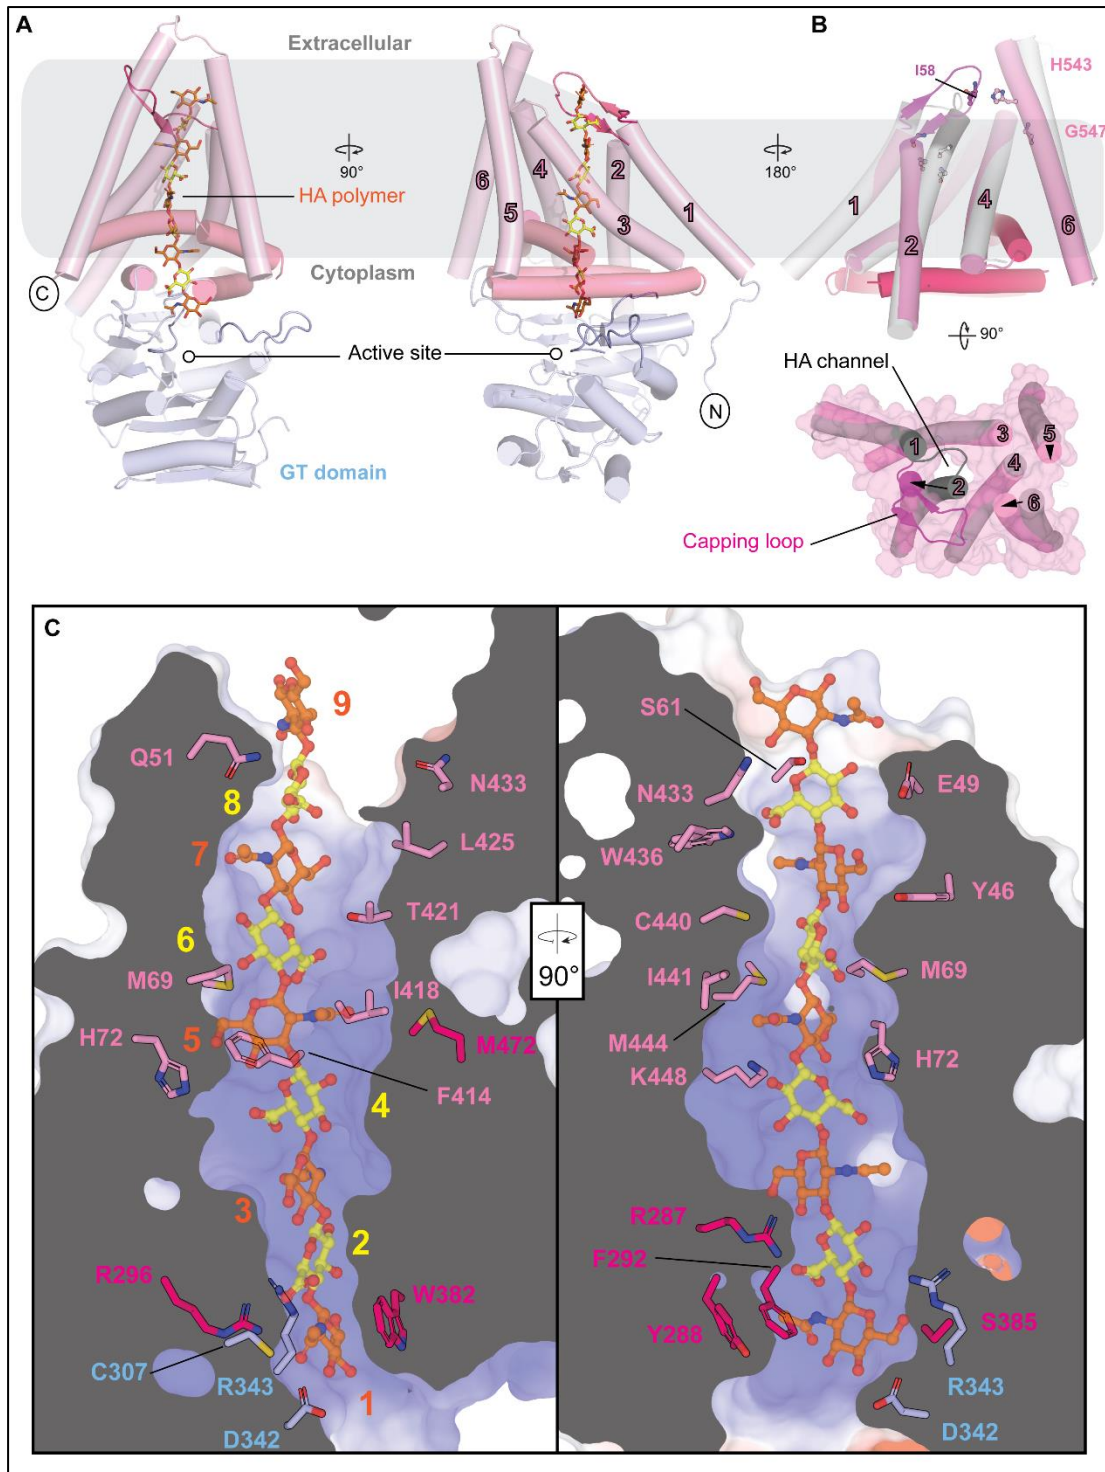 A
B
Extracellular
I58
H543
G547
90°
180°
HA polymer
6
4
2
5
3
1
1
2
4
6
Cytoplasm
C
90°
Active site
N
GT domain
HA channel
1
3
5
4
2
6
Capping loop
C
9
Q51
8
N433
7
L425
T421
6
M69
I418
5
H72
M472
F414
4
3
2
R296
W382
C307
R343
1
D342
90°
S61
N433
E49
W436
Y46
C440
I441
M69
M444
H72
K448
R287
F292
Y288
S385
R343
D342